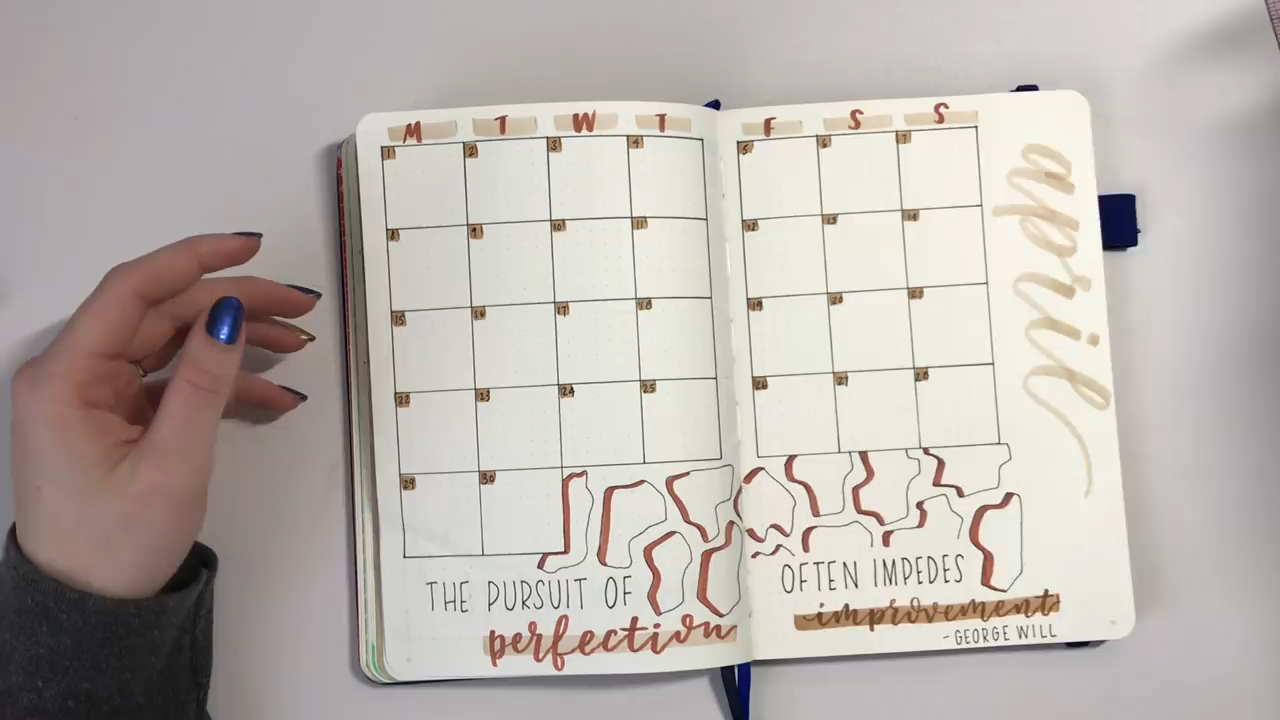 M T W T F S S
1 2 3 4 5 6 7
8 9 10 11 12 13 14
15 16 17 18 19 20 21
22 23 24 25 26 27 28
29 30
april
THE PURSUIT OF
perfection
OFTEN IMPEDES
improvement
- GEORGE WILL